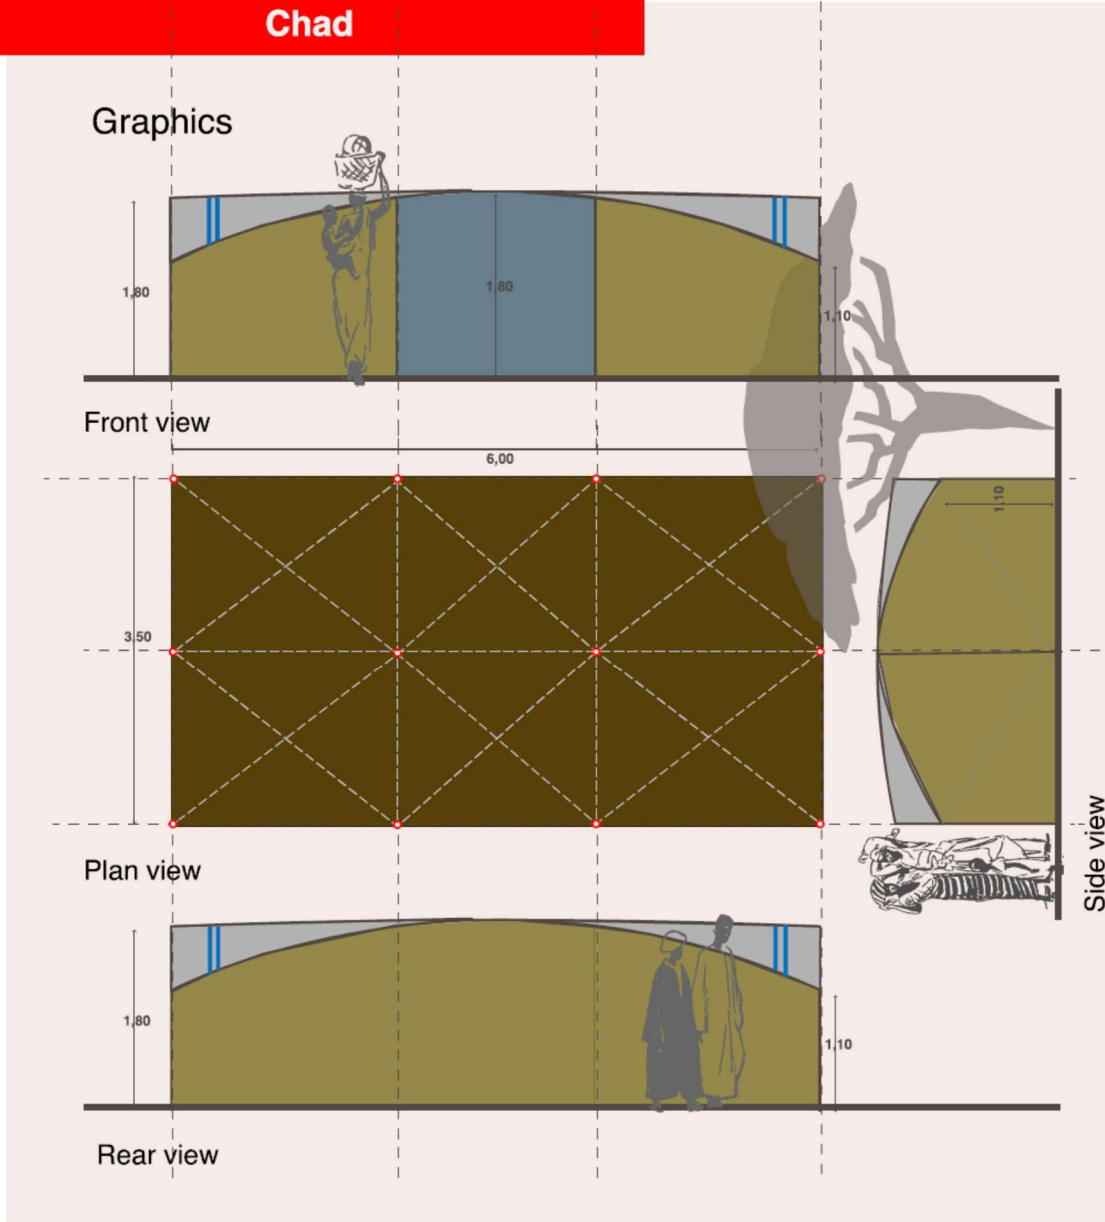 Chad
Graphics
1,80
1,80
1,10
Front view
6,00
1,10
3,50
Plan view
Side view
1,80
1,10
Rear view